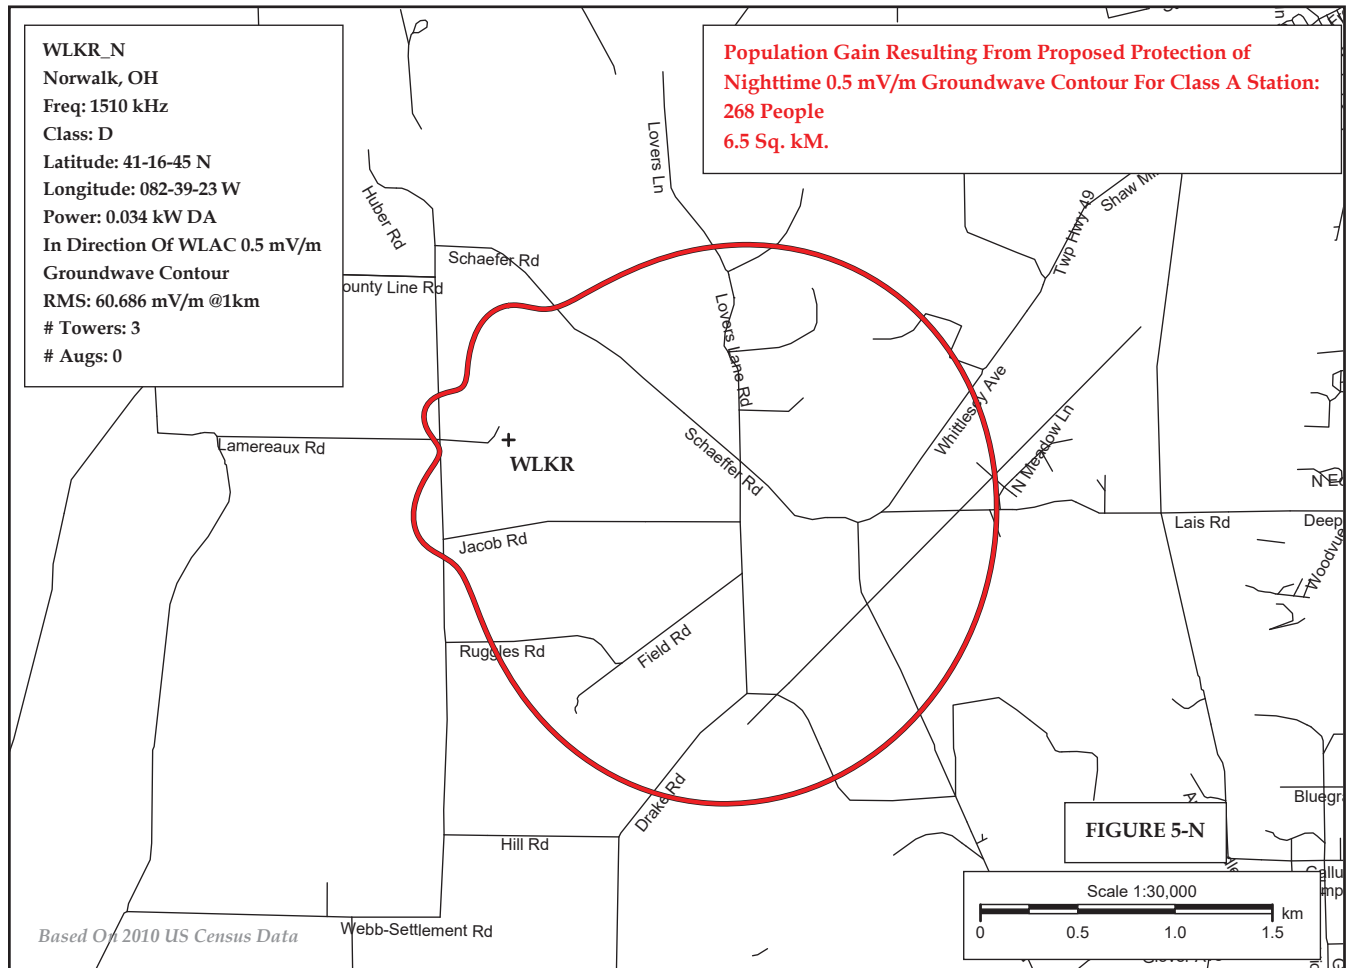 WLKR_N
Norwalk, OH
Freq: 1510 kHz
Class: D
Latitude: 41-16-45 N
Longitude: 082-39-23 W
Power: 0.034 kW DA
In Direction Of WLAC 0.5 mV/m
Groundwave Contour
RMS: 60.686 mV/m @1km
# Towers: 3
# Augs: 0
Population Gain Resulting From Proposed Protection of
Nighttime 0.5 mV/m Groundwave Contour For Class A Station:
268 People
6.5 Sq. kM.
Lovers Ln
Huber Rd
Schaefer Rd
ounty Line Rd
Shaw Mi
Twp Hwy 49
Lovers Lane Rd
Whittlesey Ave
N Meadow Ln
Schaeffer Rd
Lamereaux Rd
WLKR
Jacob Rd
Lais Rd
Deep
Woodvue
Ruggles Rd
Field Rd
Drake Rd
Hill Rd
Bluegra
FIGURE 5-N
Webb-Settlement Rd
Based On 2010 US Census Data
Scale 1:30,000
km
0 0.5 1.0 1.5